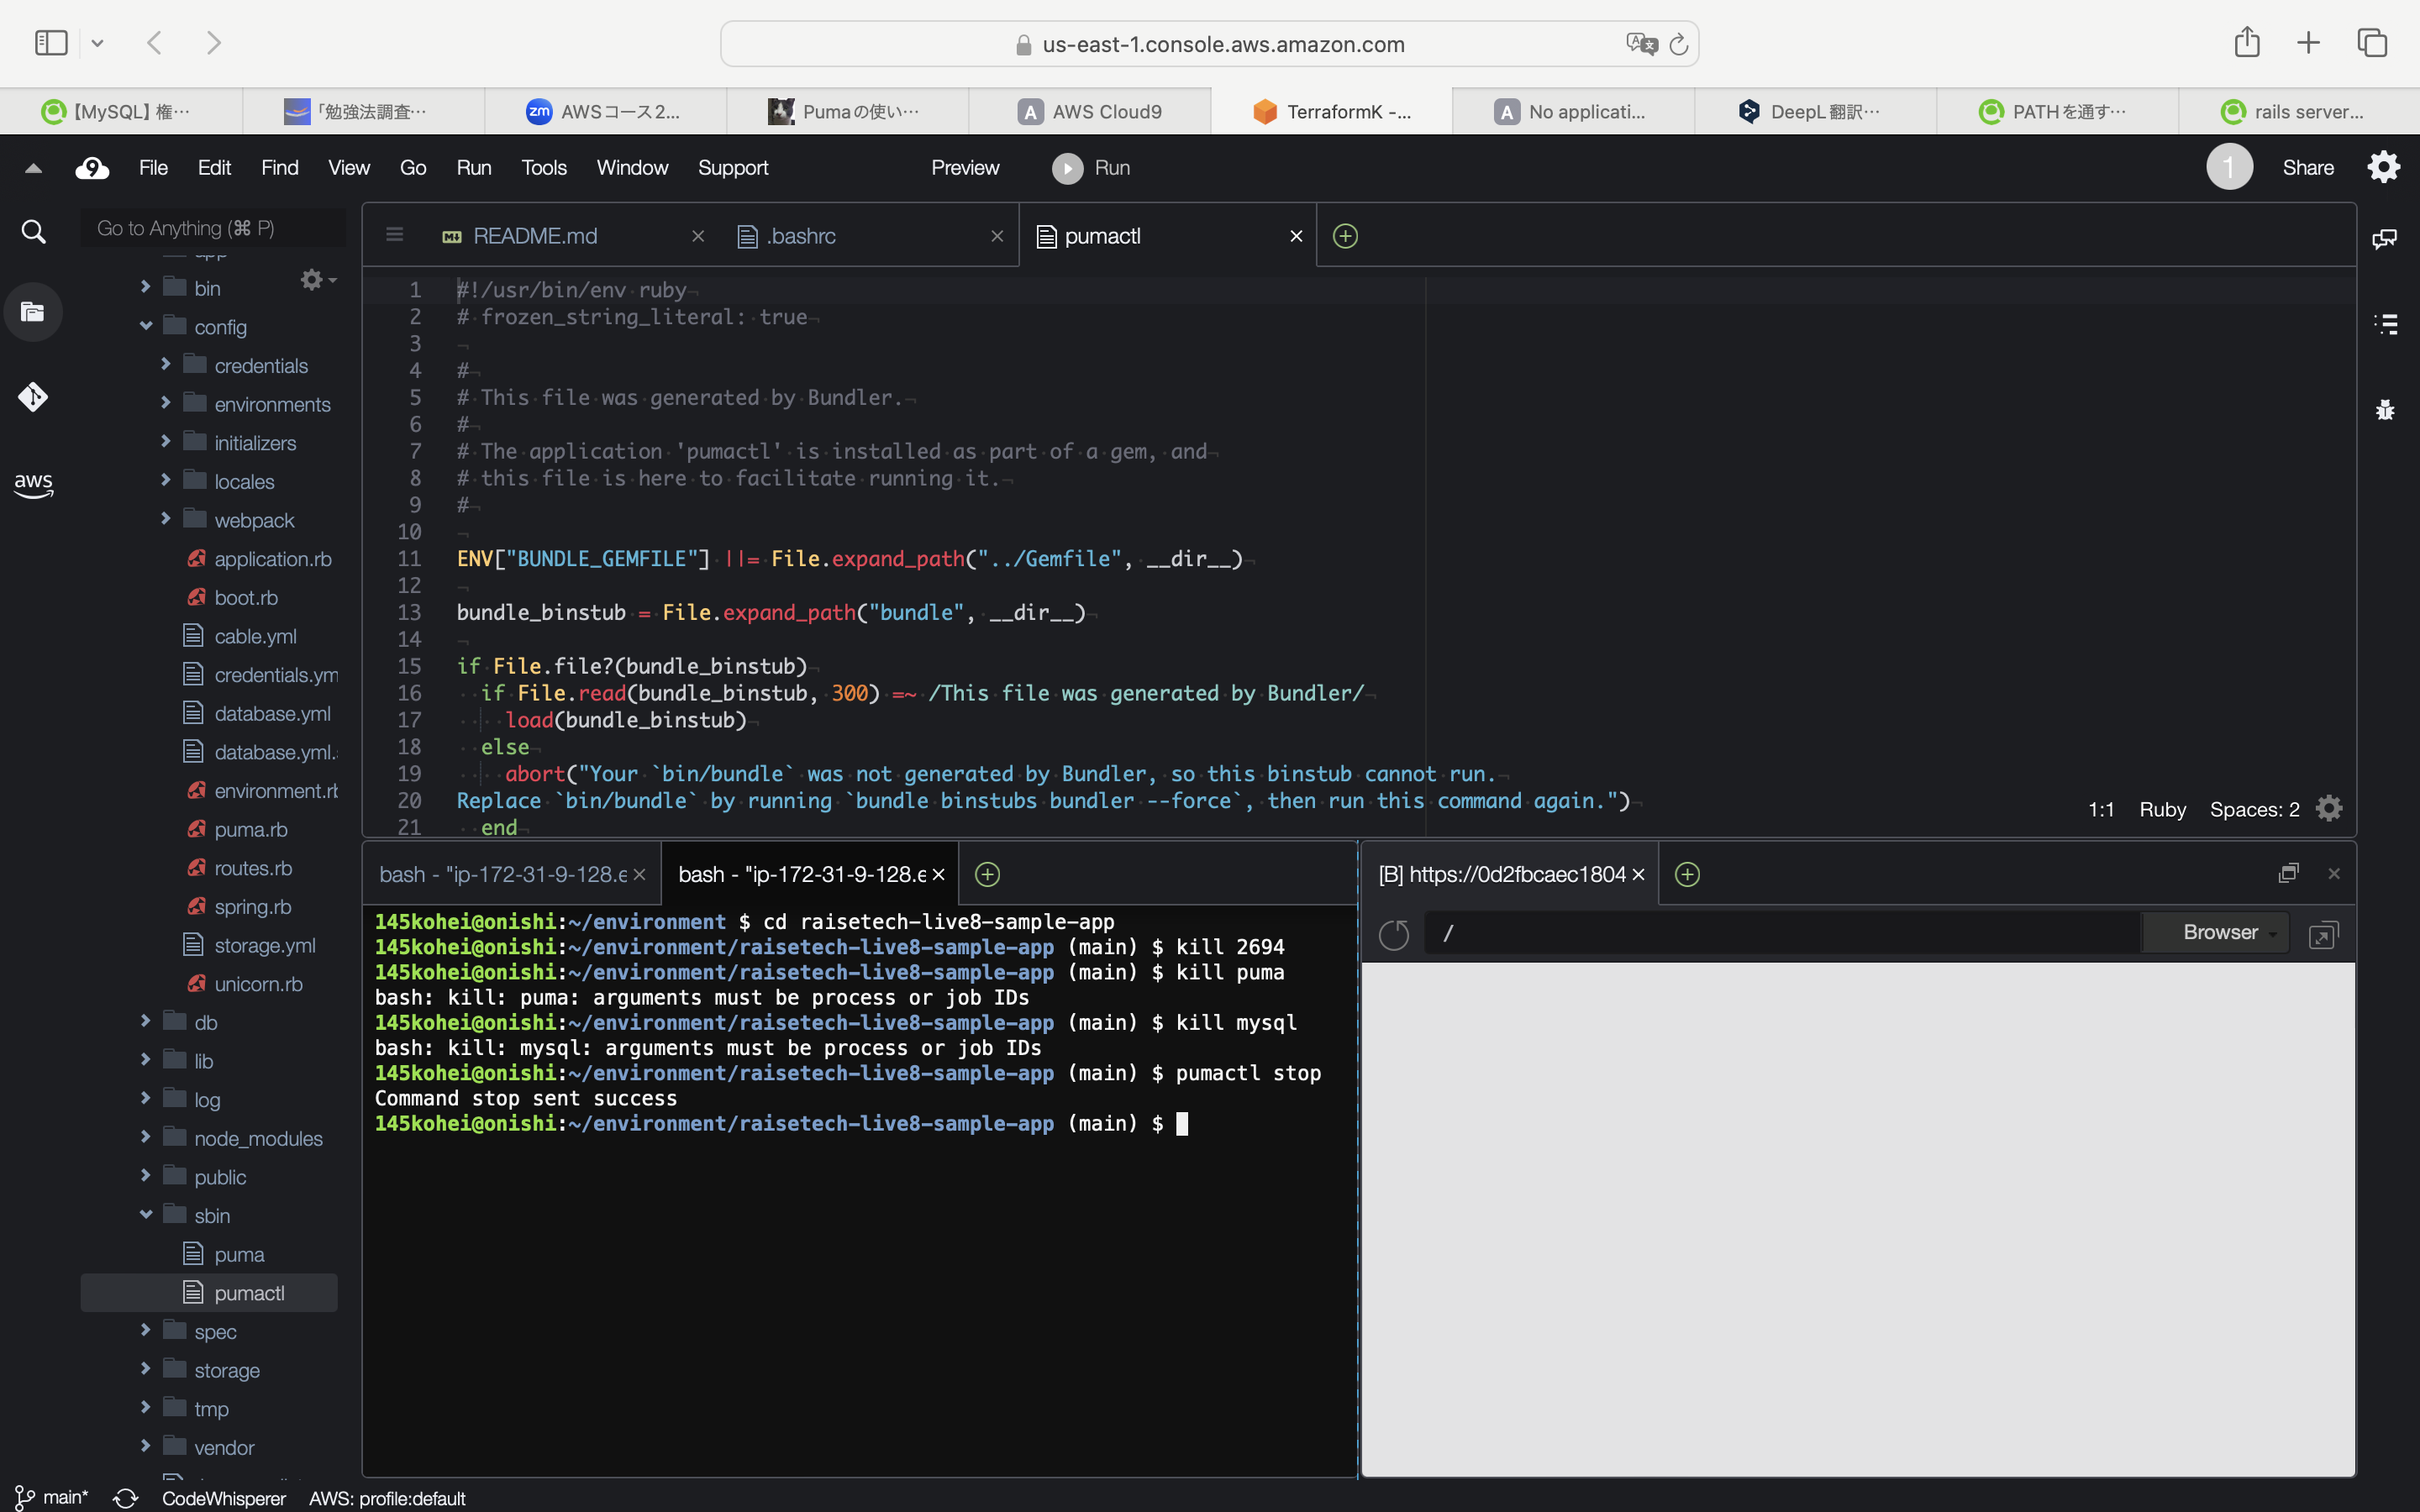 us-east-1.console.aws.amazon.com
【MySQL】権…
「勉強法調査…
zm AWSコース2...
Pumaの使い…
A AWS Cloud9
TerraformK -...
A No applicati...
DeepL翻訳…
PATHを通す…
rails server...
9 File Edit Find View Go Run Tools Window Support Preview Run 1 Share
Go to Anything (⌘ P)
README.md
.bashrc
pumactl
app
bin
config
credentials
environments
initializers
locales
webpack
application.rb
boot.rb
cable.yml
credentials.ym
database.yml
database.yml.
environment.rb
puma.rb
routes.rb
spring.rb
storage.yml
unicorn.rb
db
lib
log
node_modules
public
sbin
puma
pumactl
spec
storage
tmp
vendor
aws
1 #!/usr/bin/env ruby
2 # frozen_string_literal: true
3
4 #
5 # This file was generated by Bundler.
6 #
7 # The application 'pumactl' is installed as part of a gem, and
8 # this file is here to facilitate running it.
9 #
10
11 ENV["BUNDLE_GEMFILE"] ||= File.expand_path("../Gemfile", __dir__)
12
13 bundle_binstub = File.expand_path("bundle", __dir__)
14
15 if File.file?(bundle_binstub)
16 if File.read(bundle_binstub, 300) =~ /This file was generated by Bundler/
17 load(bundle_binstub)
18 else
19 abort("Your `bin/bundle` was not generated by Bundler, so this binstub cannot run.
20 Replace `bin/bundle` by running `bundle binstubs bundler --force`, then run this command again.")
21 end
1:1 Ruby Spaces: 2
bash - "ip-172-31-9-128.e
bash - "ip-172-31-9-128.e
145kohei@onishi:~/environment $ cd raisetech-live8-sample-app
145kohei@onishi:~/environment/raisetech-live8-sample-app (main) $ kill 2694
145kohei@onishi:~/environment/raisetech-live8-sample-app (main) $ kill puma
bash: kill: puma: arguments must be process or job IDs
145kohei@onishi:~/environment/raisetech-live8-sample-app (main) $ kill mysql
bash: kill: mysql: arguments must be process or job IDs
145kohei@onishi:~/environment/raisetech-live8-sample-app (main) $ pumactl stop
Command stop sent success
145kohei@onishi:~/environment/raisetech-live8-sample-app (main) $
[B] https://0d2fbcaec1804
/
Browser
main* CodeWhisperer AWS: profile:default